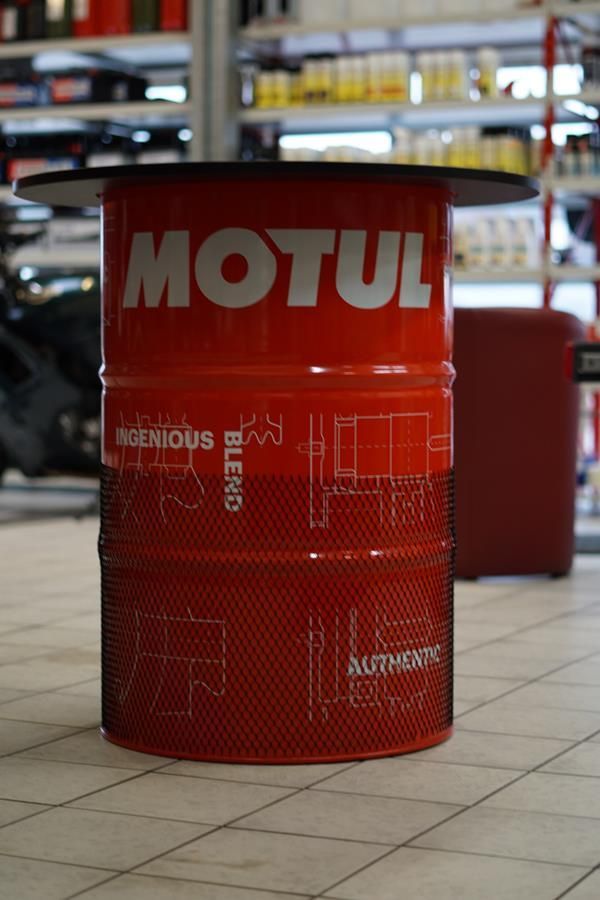 MOTUL
INGENIOUS
BLEND
AUTHENTIC